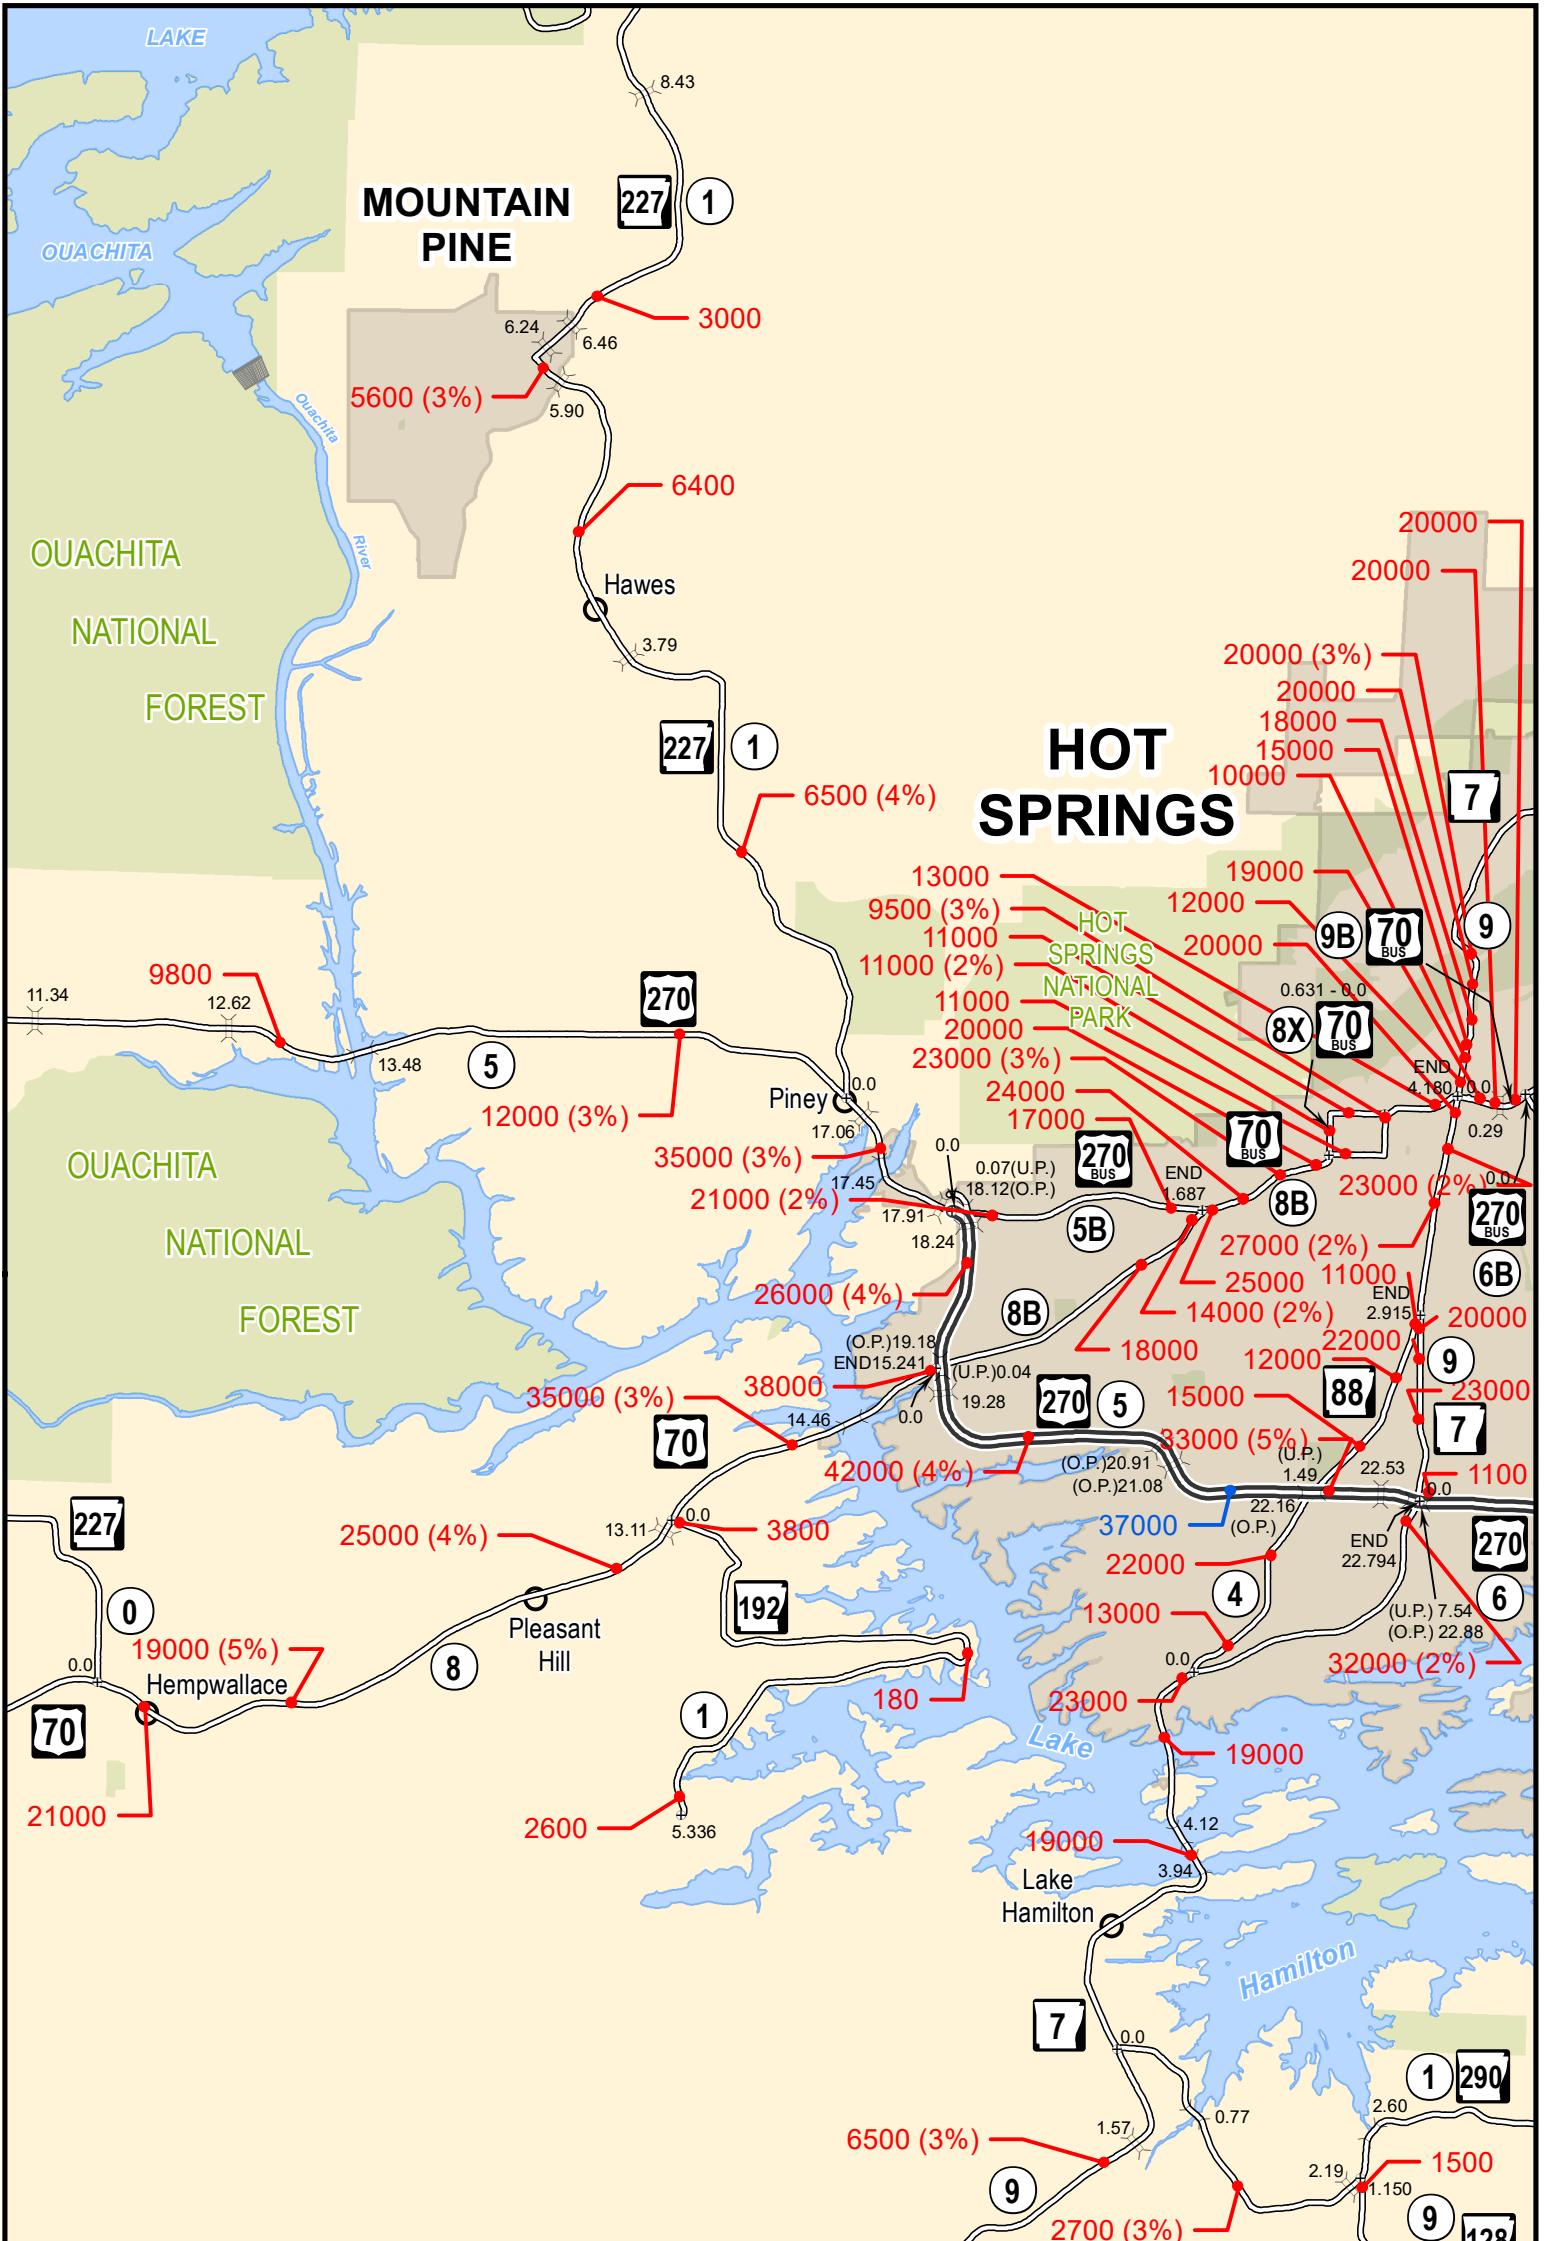 LAKE
8.43
MOUNTAIN
PINE
227
1
OUACHITA
3000
6.24
6.46
5600 (3%)
5.90
Ouachita
6400
River
OUACHITA
NATIONAL
FOREST
Hawes
3.79
227
1
6500 (4%)
HOT
SPRINGS
20000
20000
20000 (3%)
20000
18000
15000
10000
7
19000
12000
20000
9B
70
BUS
9
13000
9500 (3%)
11000
11000 (2%)
11000
20000
23000 (3%)
24000
17000
HOT
SPRINGS
NATIONAL
PARK
0.631 - 0.0
8X
70
BUS
END
4.180
0.0
0.29
9800
11.34
12.62
270
13.48
5
12000 (3%)
Piney
0.0
17.06
35000 (3%)
17.45
21000 (2%)
17.91
18.24
0.0
0.07(U.P.)
18.12(O.P.)
270
BUS
END
1.687
70
BUS
5B
8B
23000 (2%)
0.07
270
BUS
27000 (2%)
6B
25000
11000
14000 (2%)
END
2.915
20000
OUACHITA
NATIONAL
FOREST
26000 (4%)
8B
18000
22000
9
12000
(O.P.)19.18
END15.241
(U.P.)0.04
38000
19.28
0.0
270
5
88
15000
23000
35000 (3%)
14.46
70
7
33000 (5%)
42000 (4%)
(O.P.)20.91
(O.P.)21.08
(U.P.)
1.49
22.53
1100
0.0
22.16
(O.P.)
37000
227
25000 (4%)
13.11
0.0
3800
END
22.794
270
22000
192
4
6
0
13000
(U.P.) 7.54
(O.P.) 22.88
Pleasant
Hill
19000 (5%)
0.0
Hempwallace
8
0.0
32000 (2%)
180
23000
70
1
Lake
19000
21000
2600
5.336
4.12
19000
3.94
Lake
Hamilton
Hamilton
7
0.0
1
290
2.60
0.77
1.57
6500 (3%)
2.19
1500
1.150
9
9
2700 (3%)
128